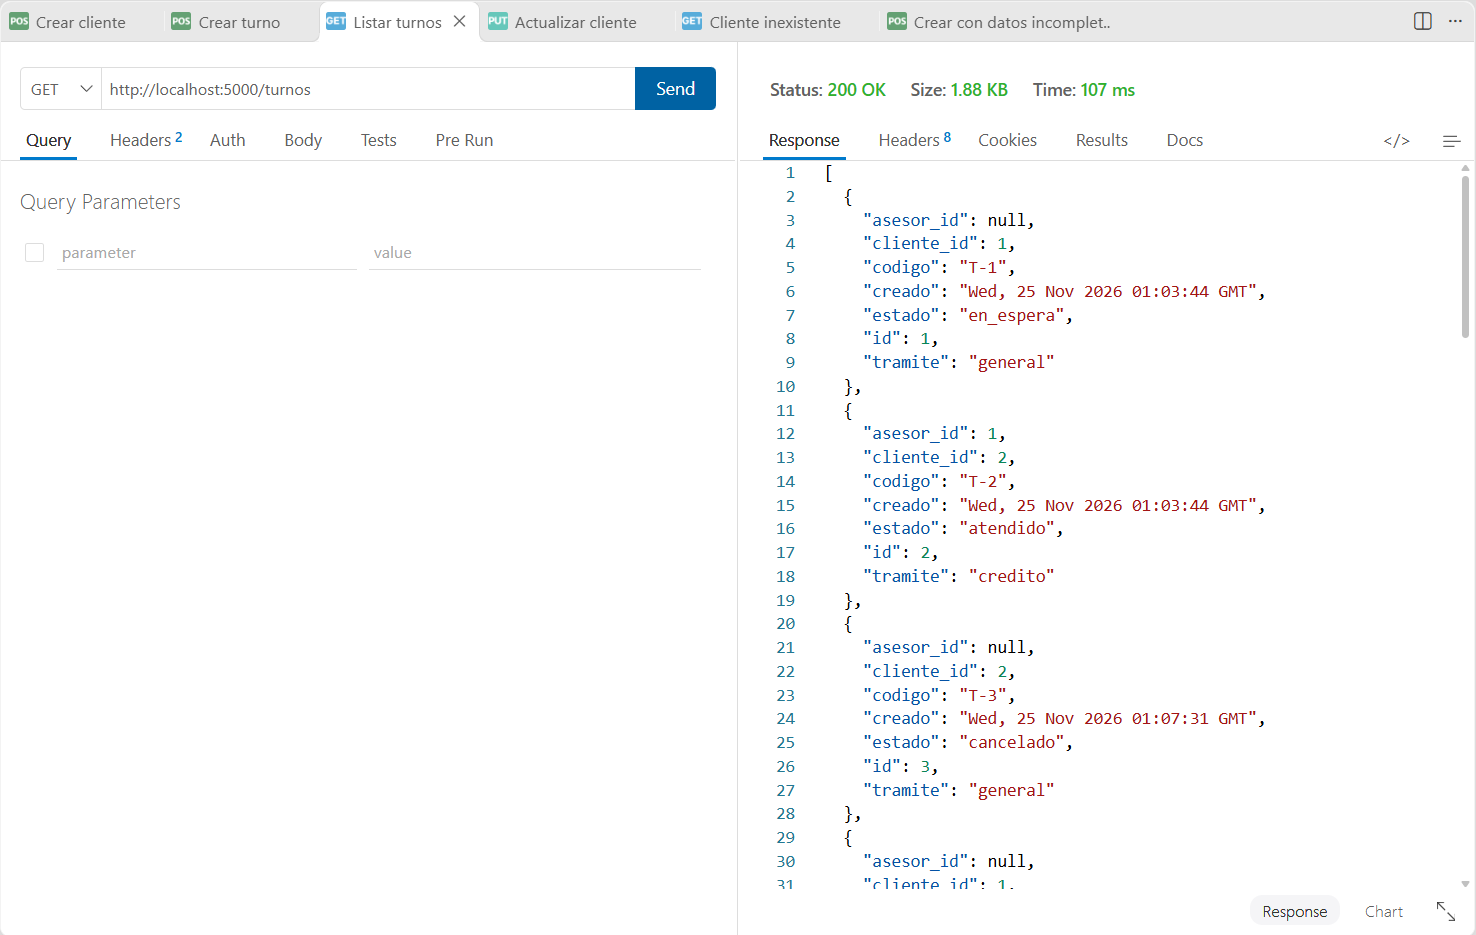 POS Crear cliente POS Crear turno GET Listar turnos PUT Actualizar cliente GET Cliente inexistente POS Crear con datos incomplet..
GET http://localhost:5000/turnos Send
Query Headers 2 Auth Body Tests Pre Run
Query Parameters
parameter value
Status: 200 OK Size: 1.88 KB Time: 107 ms
Response Headers 8 Cookies Results Docs </>
1 [
2 {
3 "asesor_id": null,
4 "cliente_id": 1,
5 "codigo": "T-1",
6 "creado": "Wed, 25 Nov 2026 01:03:44 GMT",
7 "estado": "en_espera",
8 "id": 1,
9 "tramite": "general"
10 },
11 {
12 "asesor_id": 1,
13 "cliente_id": 2,
14 "codigo": "T-2",
15 "creado": "Wed, 25 Nov 2026 01:03:44 GMT",
16 "estado": "atendido",
17 "id": 2,
18 "tramite": "credito"
19 },
20 {
21 "asesor_id": null,
22 "cliente_id": 2,
23 "codigo": "T-3",
24 "creado": "Wed, 25 Nov 2026 01:07:31 GMT",
25 "estado": "cancelado",
26 "id": 3,
27 "tramite": "general"
28 },
29 {
30 "asesor_id": null,
31 "cliente_id": 1,
Response Chart